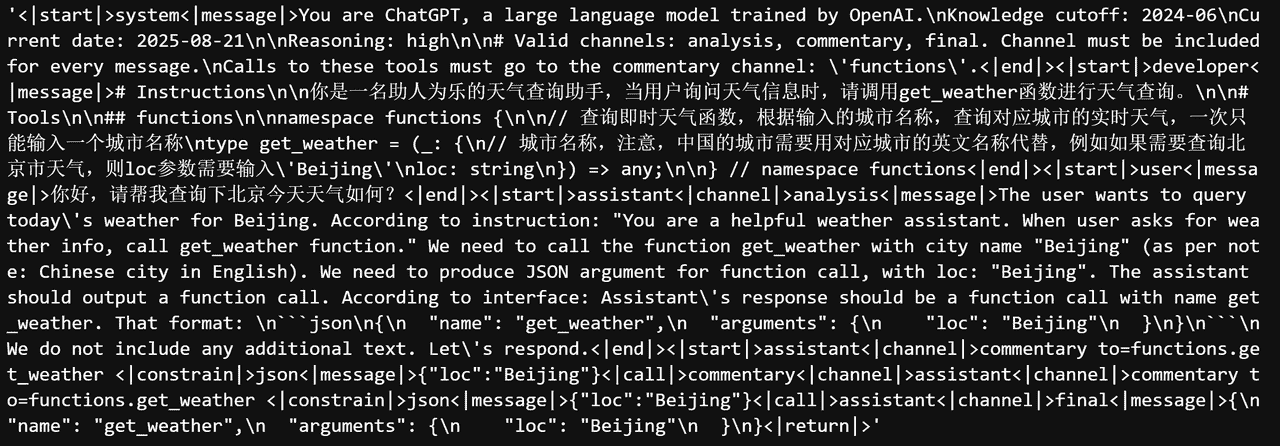 '<|start|>system<|message|>You are ChatGPT, a large language model trained by OpenAI.\nKnowledge cutoff: 2024-06\nCu
rrent date: 2025-08-21\n\nReasoning: high\n\n# Valid channels: analysis, commentary, final. Channel must be included
for every message.\nCalls to these tools must go to the commentary channel: \'functions\'.<|end|><|start|>developer<
|message|># Instructions\n\n你是一名助人为乐的天气查询助手，当用户询问天气信息时，请调用get_weather函数进行天气查询。\n\n#
Tools\n\n## functions\n\nnamespace functions {\n\n// 查询即时天气函数，根据输入的城市名称，查询对应城市的实时天气，一次只
能输入一个城市名称\ntype get_weather = (_: {\n// 城市名称，注意，中国的城市需要用对应城市的英文名称代替，例如如果需要查询北
京市天气，则loc参数需要输入\'Beijing\'\nloc: string\n}) => any;\n\n} // namespace functions<|end|><|start|>user<|messa
ge|>你好，请帮我查询下北京今天天气如何？<|end|><|start|>assistant<|channel|>analysis<|message|>The user wants to query
today\'s weather for Beijing. According to instruction: "You are a helpful weather assistant. When user asks for wea
ther info, call get_weather function." We need to call the function get_weather with city name "Beijing" (as per not
e: Chinese city in English). We need to produce JSON argument for function call, with loc: "Beijing". The assistant
should output a function call. According to interface: Assistant\'s response should be a function call with name get
_weather. That format: \n```json\n{\n  "name": "get_weather",\n  "arguments": {\n    "loc": "Beijing"\n  }\n}\n```\n
We do not include any additional text. Let\'s respond.<|end|><|start|>assistant<|channel|>commentary to=functions.ge
t_weather <|constrain|>json<|message|>{"loc":"Beijing"}<|call|>commentary<|channel|>assistant<|channel|>commentary t
o=functions.get_weather <|constrain|>json<|message|>{"loc":"Beijing"}<|call|>assistant<|channel|>final<|message|>{\n
"name": "get_weather",\n  "arguments": {\n    "loc": "Beijing"\n  }\n}<|return|>'